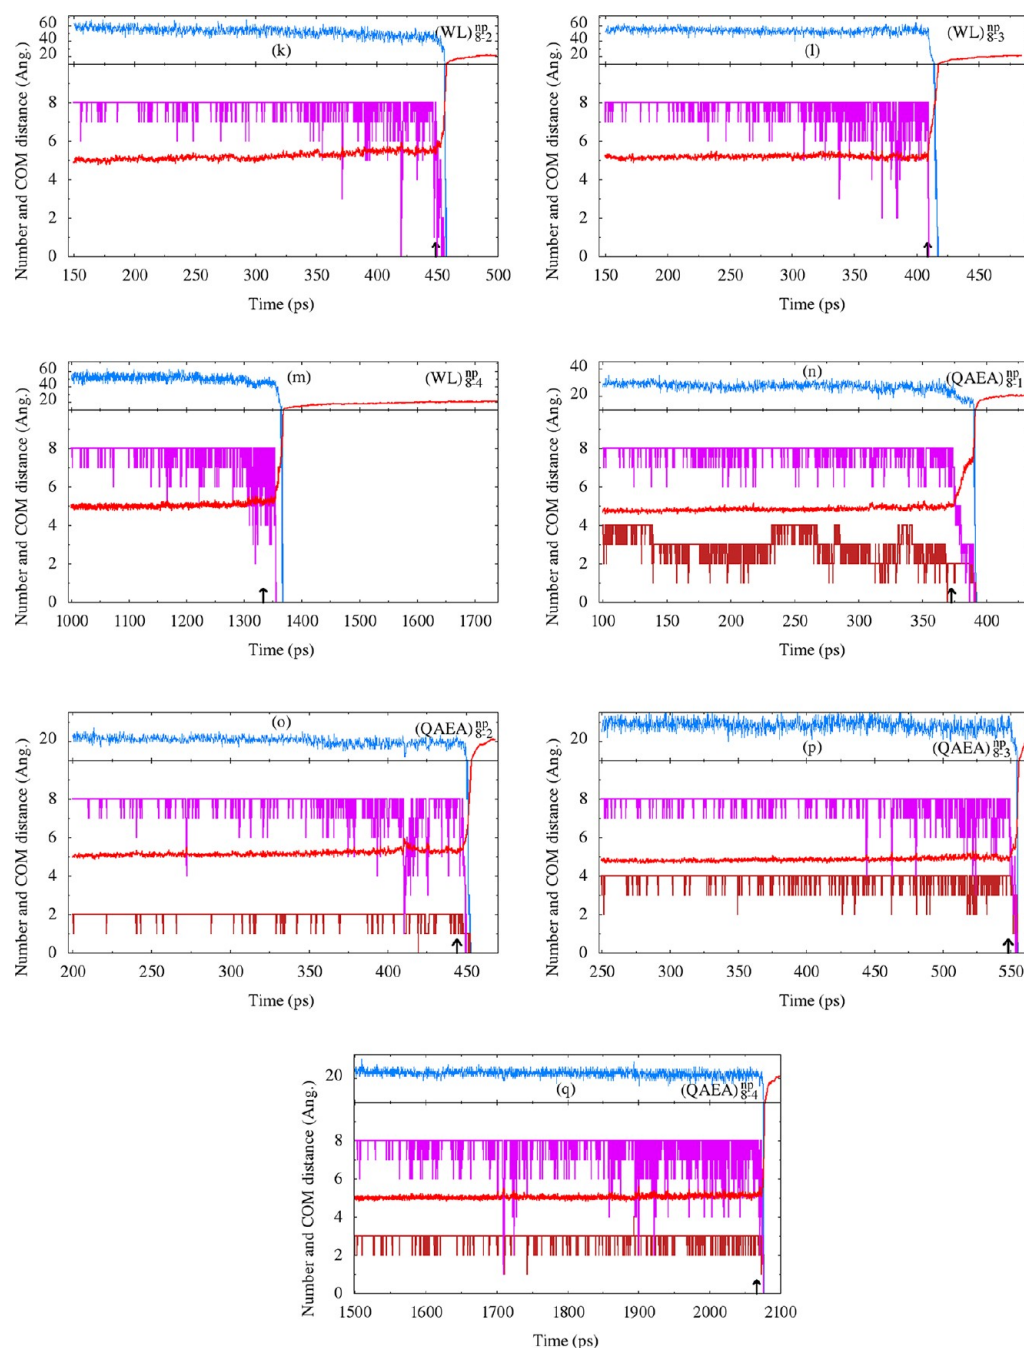 60
40
20
(k)
(WL)np8-2
Number and COM distance (Ang.)
8
6
4
2
0
150 200 250 300 350 400 450 500
Time (ps)
60
40
20
(l)
(WL)np8-3
Number and COM distance (Ang.)
8
6
4
2
0
150 200 250 300 350 400 450
Time (ps)
60
40
20
(m)
(WL)np8-4
Number and COM distance (Ang.)
8
6
4
2
0
1000 1100 1200 1300 1400 1500 1600 1700
Time (ps)
40
20
(n)
(QAEA)np8-1
Number and COM distance (Ang.)
8
6
4
2
0
100 150 200 250 300 350 400
Time (ps)
20
(o)
(QAEA)np8-2
Number and COM distance (Ang.)
8
6
4
2
0
200 250 300 350 400 450
Time (ps)
20
(p)
(QAEA)np8-3
Number and COM distance (Ang.)
8
6
4
2
0
250 300 350 400 450 500 550
Time (ps)
20
(q)
(QAEA)np8-4
Number and COM distance (Ang.)
8
6
4
2
0
1500 1600 1700 1800 1900 2000 2100
Time (ps)